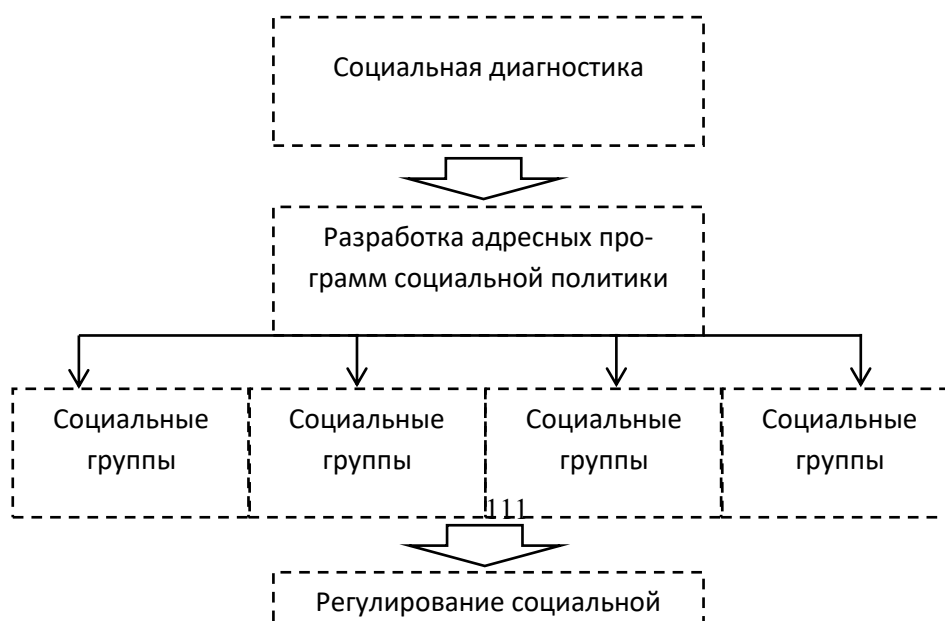 Социальная диагностика
Разработка адресных про-
грамм социальной политики
Социальные
группы
Социальные
группы
Социальные
группы
Социальные
группы
111
Регулирование социальной